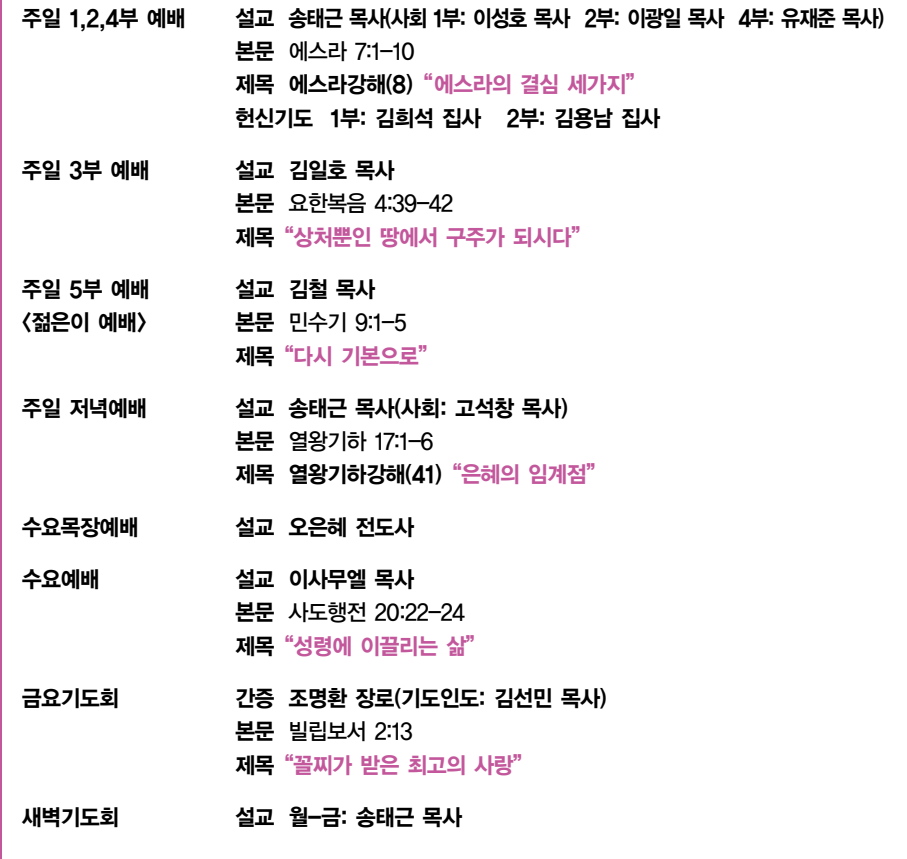 주일 1,2,4부 예배 설교 송태근 목사(사회 1부: 이성호 목사 2부: 이광일 목사 4부: 유재준 목사)
본문 에스라 7:1-10
제목 에스라강해(8) “에스라의 결심 세가지”
헌신기도 1부: 김희석 집사 2부: 김용남 집사
주일 3부 예배 설교 김일호 목사
본문 요한복음 4:39-42
제목 “상처뿐인 땅에서 구주가 되시다”
주일 5부 예배 설교 김철 목사
<젊은이 예배> 본문 민수기 9:1-5
제목 “다시 기본으로”
주일 저녁예배 설교 송태근 목사(사회: 고석창 목사)
본문 열왕기하 17:1-6
제목 열왕기하강해(41) “은혜의 임계점”
수요목장예배 설교 오은혜 전도사
수요예배 설교 이사무엘 목사
본문 사도행전 20:22-24
제목 “성령에 이끌리는 삶”
금요기도회 간증 조명환 장로(기도인도: 김선민 목사)
본문 빌립보서 2:13
제목 “꼴찌가 받은 최고의 사랑”
새벽기도회 설교 월-금: 송태근 목사